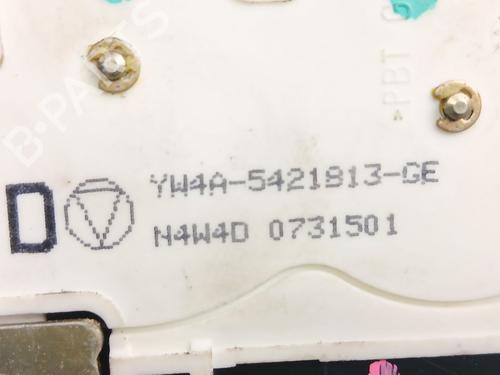 B-PARTS
>PBT G
D YW4A-5421813-GE
N4W4D 0731501